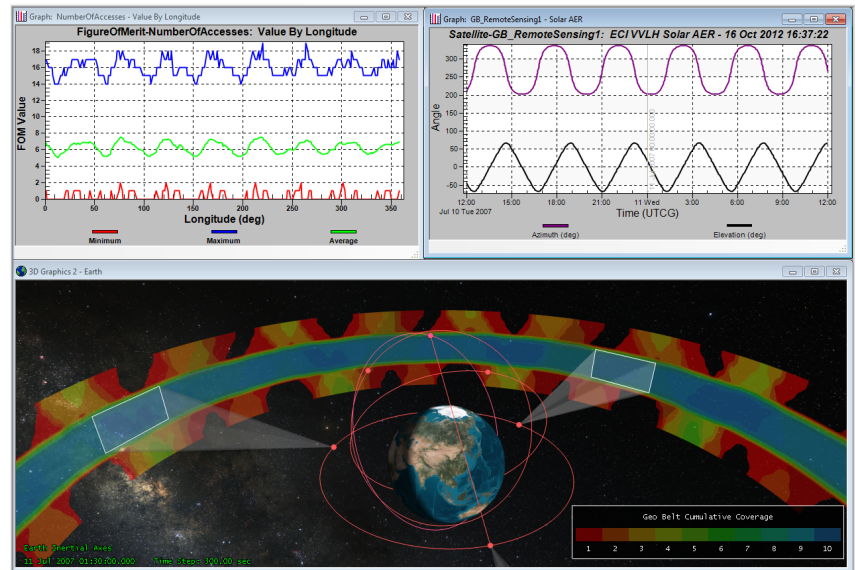 Graph: NumberOfAccesses - Value By Longitude
FigureOfMerit-NumberOfAccesses: Value By Longitude
FOM Value
18
16
14
12
10
8
6
4
2
0
0 50 100 150 200 250 300 350
Longitude (deg)
Minimum Maximum Average
Graph: GB_RemoteSensing1 - Solar AER
Satellite-GB_RemoteSensing1: ECI VVLH Solar AER - 16 Oct 2012 16:37:22
Angle
300
250
200
150
100
50
0
-50
12:00 15:00 18:00 21:00 11 Wed 3:00 6:00 9:00 12:00
Jul 10 Tue 2007
Time (UTCG)
Azimuth (deg) Elevation (deg)
3D Graphics 2 - Earth
Geo Belt Cumulative Coverage
1 2 3 4 5 6 7 8 9 10
Earth Inertial Axes
11 Jul 2007 01:30:00.000 Time Step: 300.00 sec